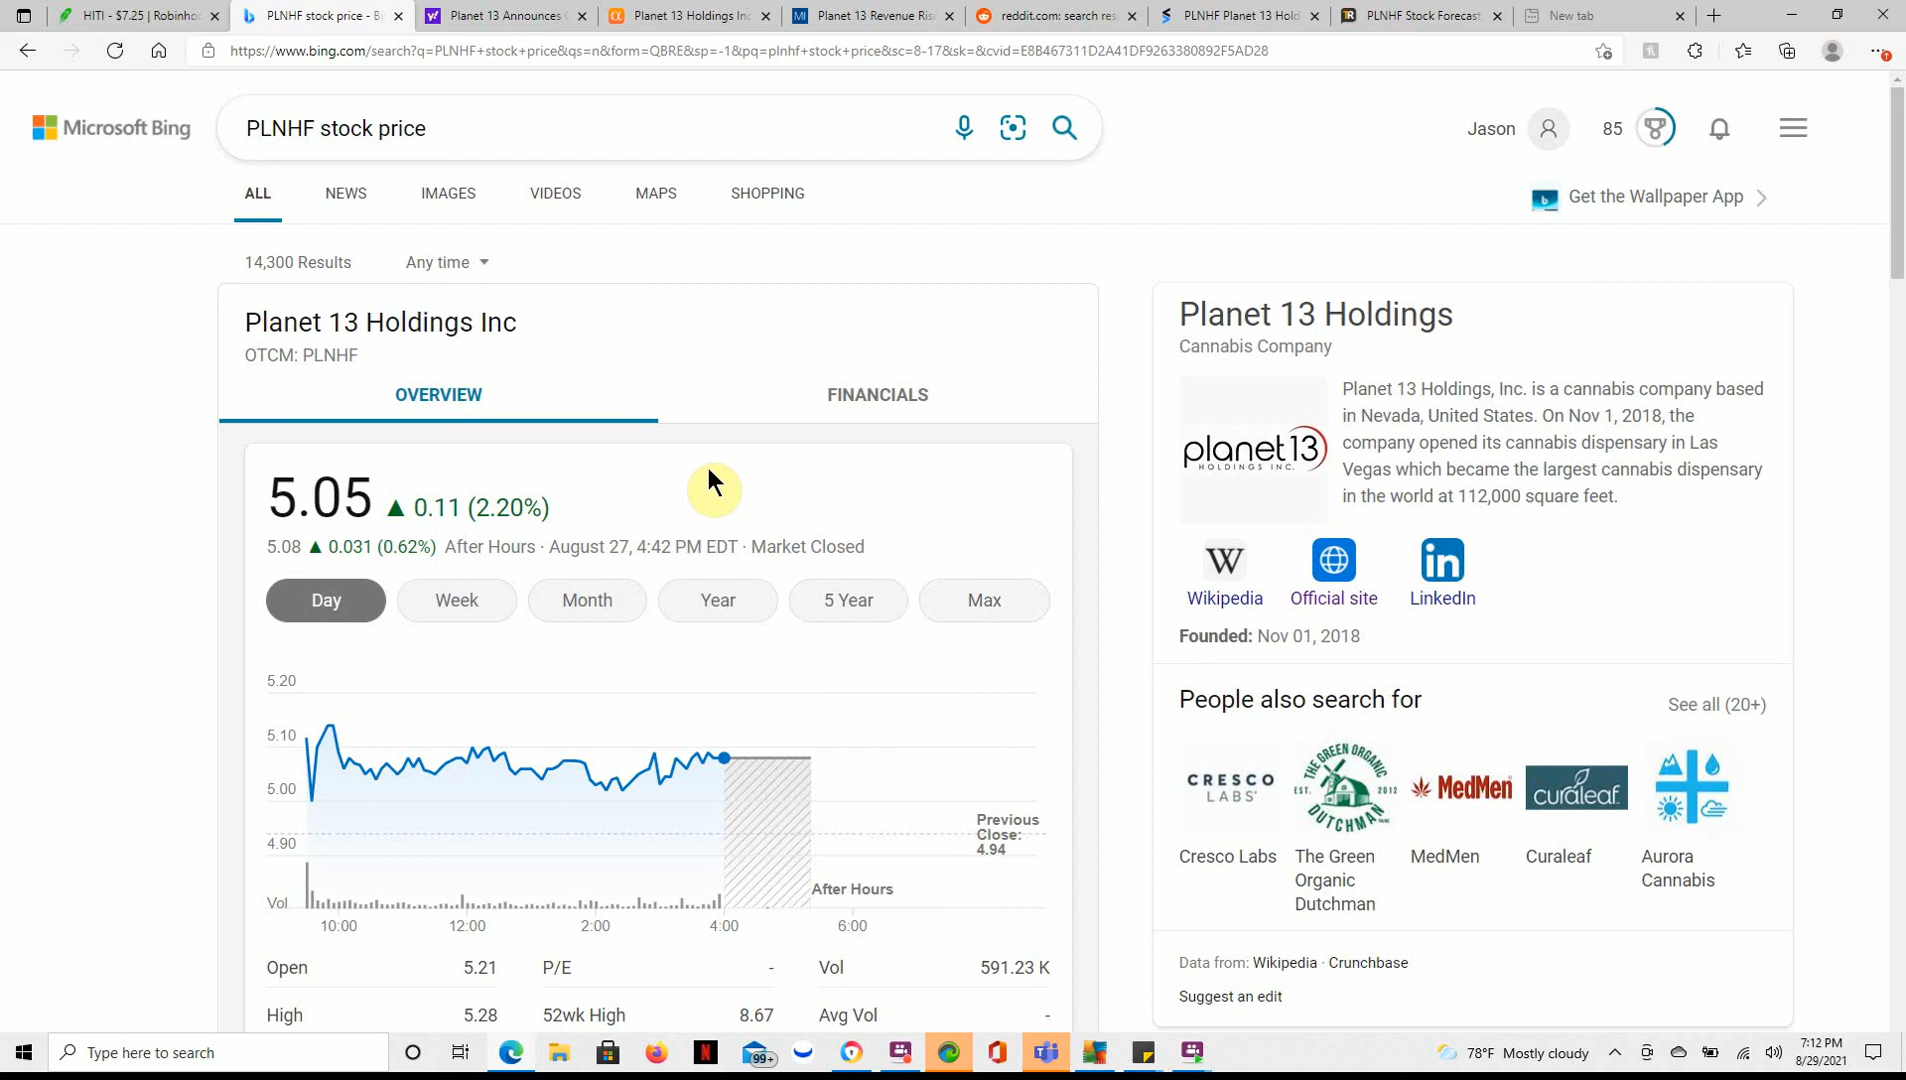 HITI - $7.25 | Robinhoo
PLNHF stock price - Bi
Planet 13 Announces
Planet 13 Holdings Inc
Planet 13 Revenue Ris
reddit.com: search res
PLNHF Planet 13 Hold
PLNHF Stock Forecast
New tab
https://www.bing.com/search?q=PLNHF+stock+price&qs=n&form=QBRE&sp=-1&pq=plnhf+stock+price&sc=8-17&sk=&cvid=E8B467311D2A41DF9263380892F5AD28
Microsoft Bing
PLNHF stock price
Jason
85
ALL NEWS IMAGES VIDEOS MAPS SHOPPING
Get the Wallpaper App
14,300 Results Any time
Planet 13 Holdings Inc
OTCM: PLNHF
OVERVIEW FINANCIALS
5.05 ▲ 0.11 (2.20%)
5.08 ▲ 0.031 (0.62%) After Hours · August 27, 4:42 PM EDT · Market Closed
Day Week Month Year 5 Year Max
5.20
5.10
5.00
4.90
Previous
Close:
4.94
After Hours
Vol
10:00 12:00 2:00 4:00 6:00
Open 5.21 P/E - Vol 591.23 K
High 5.28 52wk High 8.67 Avg Vol -
Planet 13 Holdings
Cannabis Company
planet13
HOLDINGS INC.
Planet 13 Holdings, Inc. is a cannabis company based
in Nevada, United States. On Nov 1, 2018, the
company opened its cannabis dispensary in Las
Vegas which became the largest cannabis dispensary
in the world at 112,000 square feet.
W
in
Wikipedia Official site LinkedIn
Founded: Nov 01, 2018
People also search for
See all (20+)
CRESCO
LABS
THE GREEN ORGANIC
EST. 2012
DUTCHMAN
MedMen
curaleaf
Cresco Labs
The Green
Organic
Dutchman
MedMen
Curaleaf
Aurora
Cannabis
Data from: Wikipedia · Crunchbase
Suggest an edit
Type here to search
99+
78°F Mostly cloudy
7:12 PM
8/29/2021